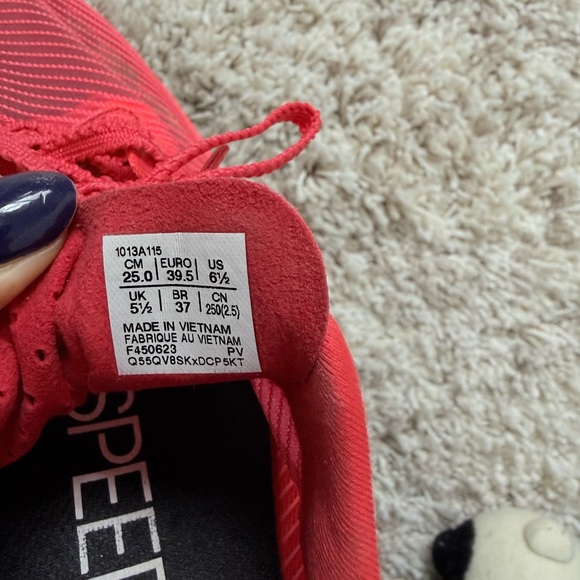 1013A115
CM EURO US
25.0 39.5 6½
UK BR CN
5½ 37 250(2.5)
MADE IN VIETNAM
FABRIQUE AU VIETNAM
F450623 PV
Q55QV8SKxDCP5KT
SPEED